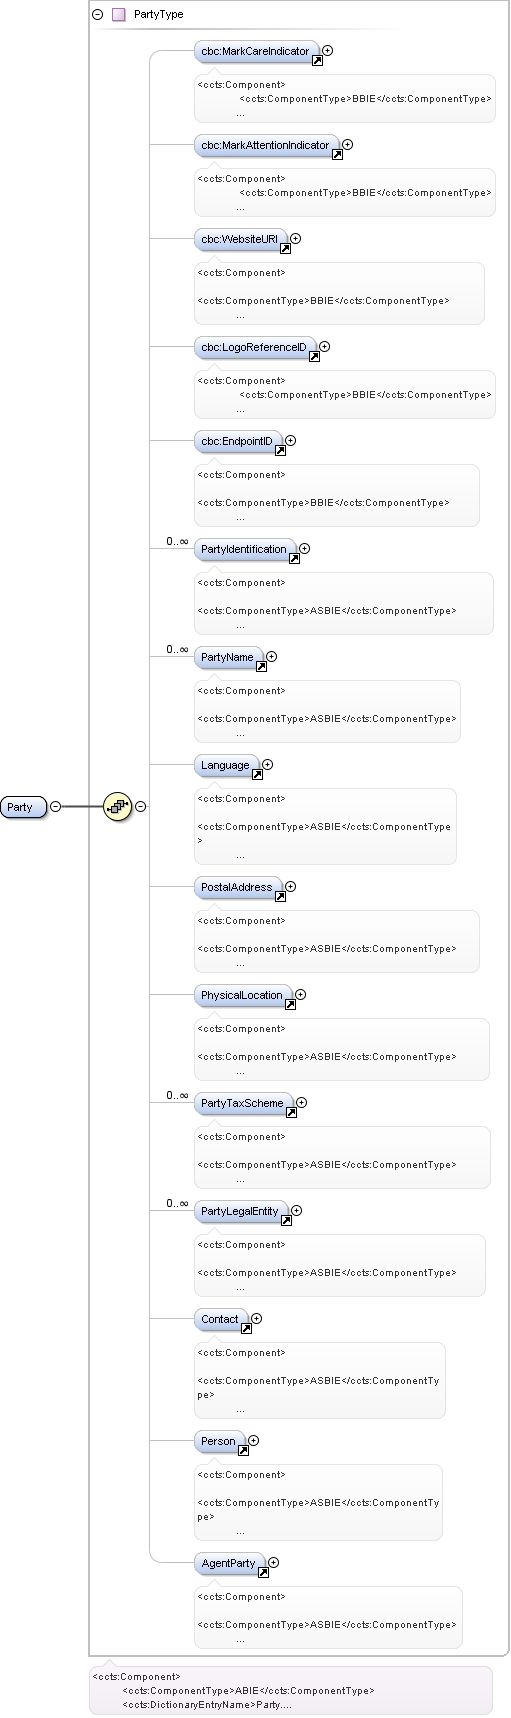 PartyType
cbc:MarkCareIndicator
<ccts:Component>
<ccts:ComponentType>BBIE</ccts:ComponentType>
...
cbc:MarkAttentionIndicator
<ccts:Component>
<ccts:ComponentType>BBIE</ccts:ComponentType>
...
cbc:WebsiteURI
<ccts:Component>
<ccts:ComponentType>BBIE</ccts:ComponentType>
...
cbc:LogoReferenceID
<ccts:Component>
<ccts:ComponentType>BBIE</ccts:ComponentType>
...
cbc:EndpointID
<ccts:Component>
<ccts:ComponentType>BBIE</ccts:ComponentType>
...
0..∞
PartyIdentification
<ccts:Component>
<ccts:ComponentType>ASBIE</ccts:ComponentType>
...
0..∞
PartyName
<ccts:Component>
<ccts:ComponentType>ASBIE</ccts:ComponentType>
...
Language
<ccts:Component>
<ccts:ComponentType>ASBIE</ccts:ComponentType
>
...
Party
PostalAddress
<ccts:Component>
<ccts:ComponentType>ASBIE</ccts:ComponentType>
...
PhysicalLocation
<ccts:Component>
<ccts:ComponentType>ASBIE</ccts:ComponentType>
...
0..∞
PartyTaxScheme
<ccts:Component>
<ccts:ComponentType>ASBIE</ccts:ComponentType>
...
0..∞
PartyLegalEntity
<ccts:Component>
<ccts:ComponentType>ASBIE</ccts:ComponentType>
...
Contact
<ccts:Component>
<ccts:ComponentType>ASBIE</ccts:ComponentTy
pe>
...
Person
<ccts:Component>
<ccts:ComponentType>ASBIE</ccts:ComponentTy
pe>
...
AgentParty
<ccts:Component>
<ccts:ComponentType>ASBIE</ccts:ComponentType>
...
<ccts:Component>
<ccts:ComponentType>ABIE</ccts:ComponentType>
<ccts:DictionaryEntryName>Party....